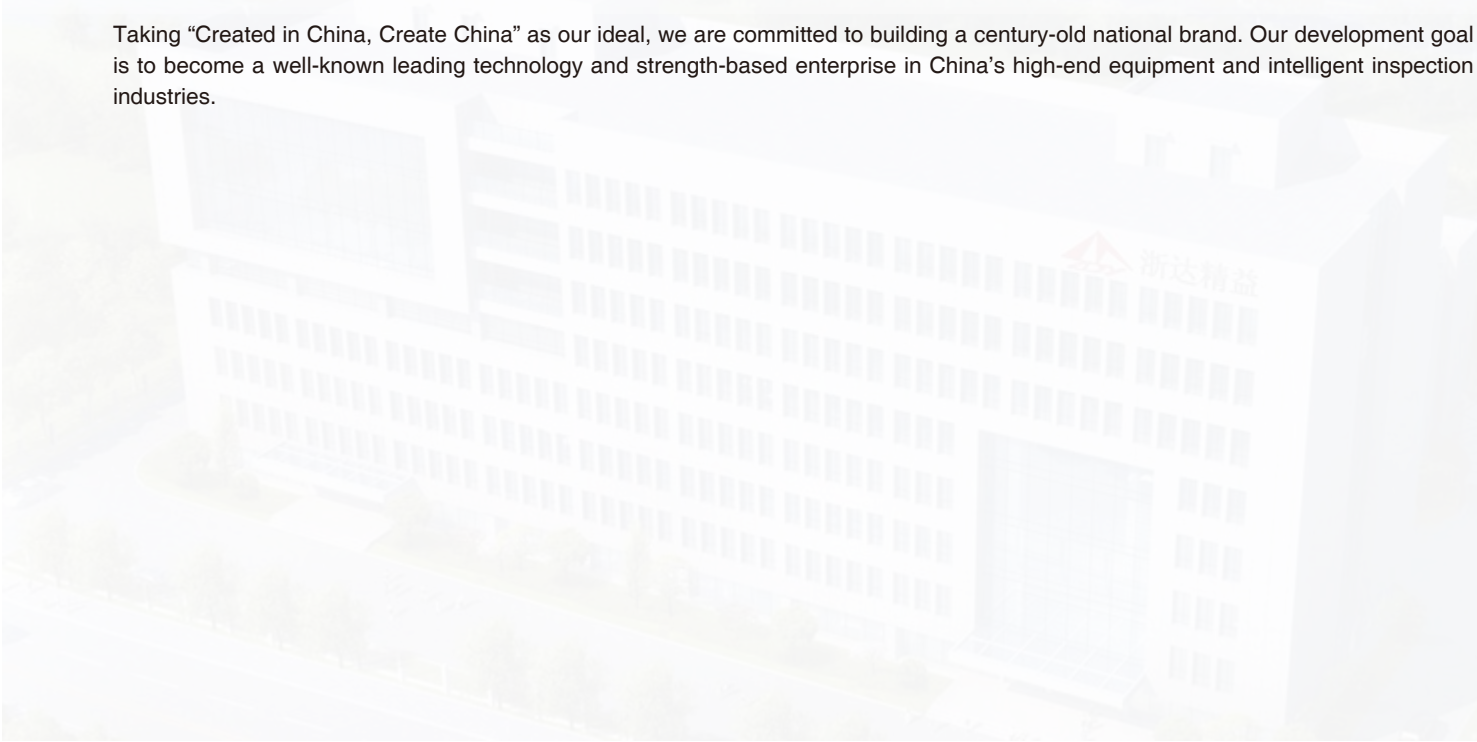 Taking “Created in China, Create China” as our ideal, we are committed to building a century-old national brand. Our development goal
is to become a well-known leading technology and strength-based enterprise in China’s high-end equipment and intelligent inspection
industries.
浙达精益